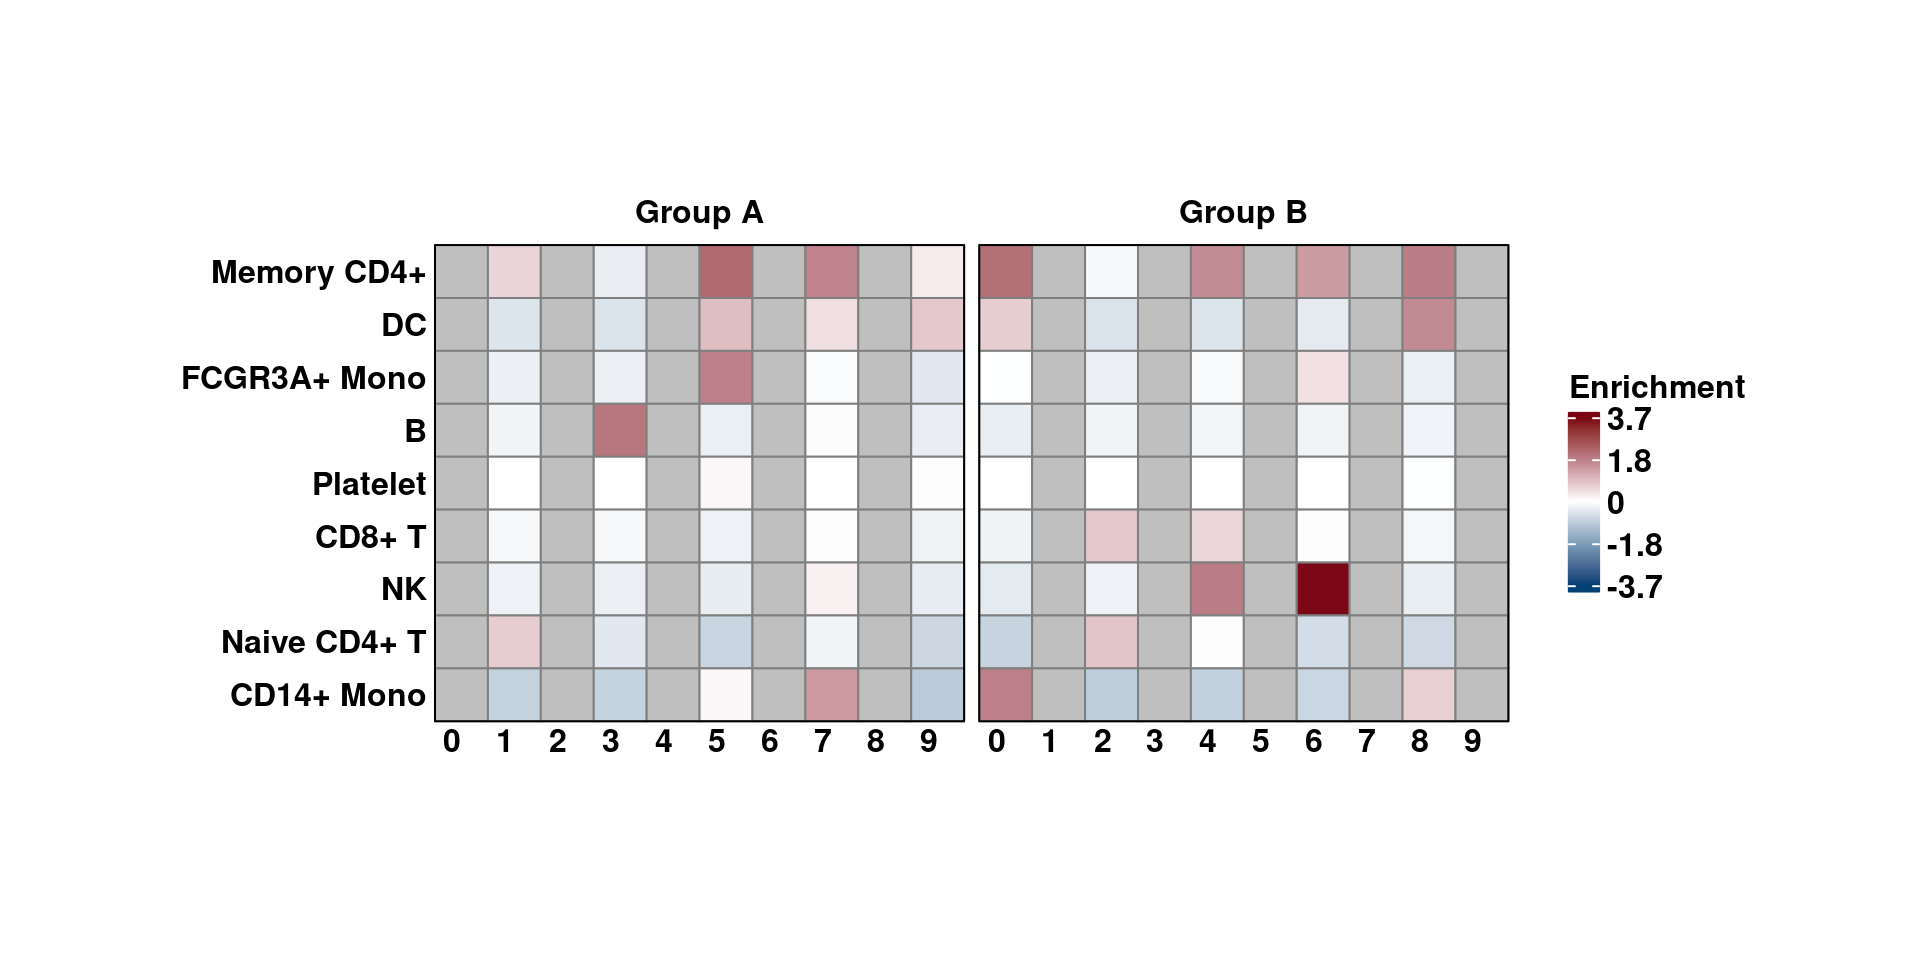 Group A
Group B
Memory CD4+
DC
FCGR3A+ Mono
B
Platelet
CD8+ T
NK
Naive CD4+ T
CD14+ Mono
0 1 2 3 4 5 6 7 8 9
0 1 2 3 4 5 6 7 8 9
Enrichment
3.7
1.8
0
-1.8
-3.7